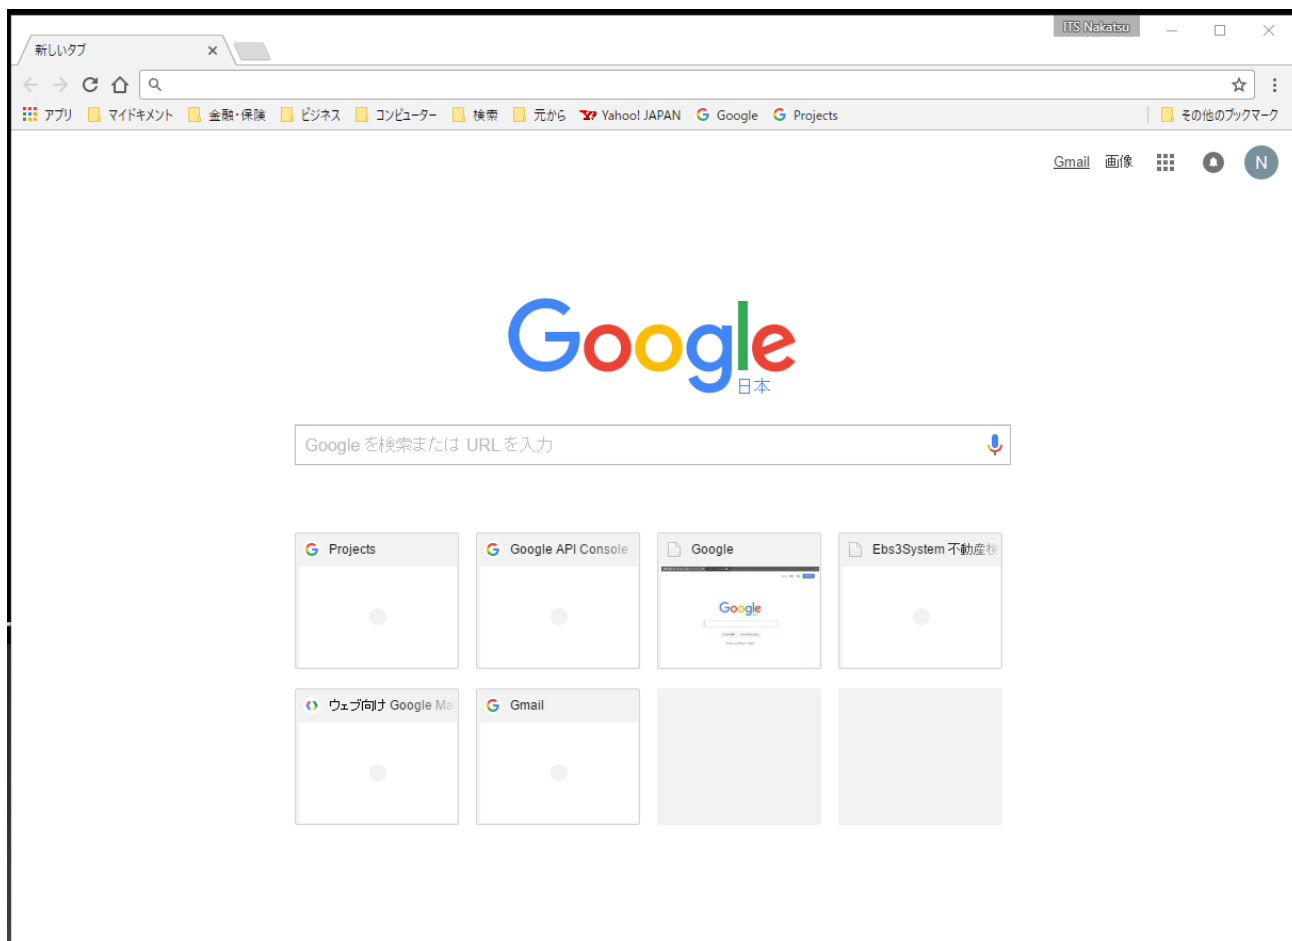 ITS Nakatsu
新しいタブ
アプリ マイドキメント 金融・保険 ビジネス コンピューター 検索 元から Yahoo! JAPAN Google Projects その他のブックマーク
Gmail 画像 N
Google
日本
Google を検索または URL を入力
Projects Google API Console Google Ebs3System 不動産検
Google
ウェブ向け Google Ma Gmail